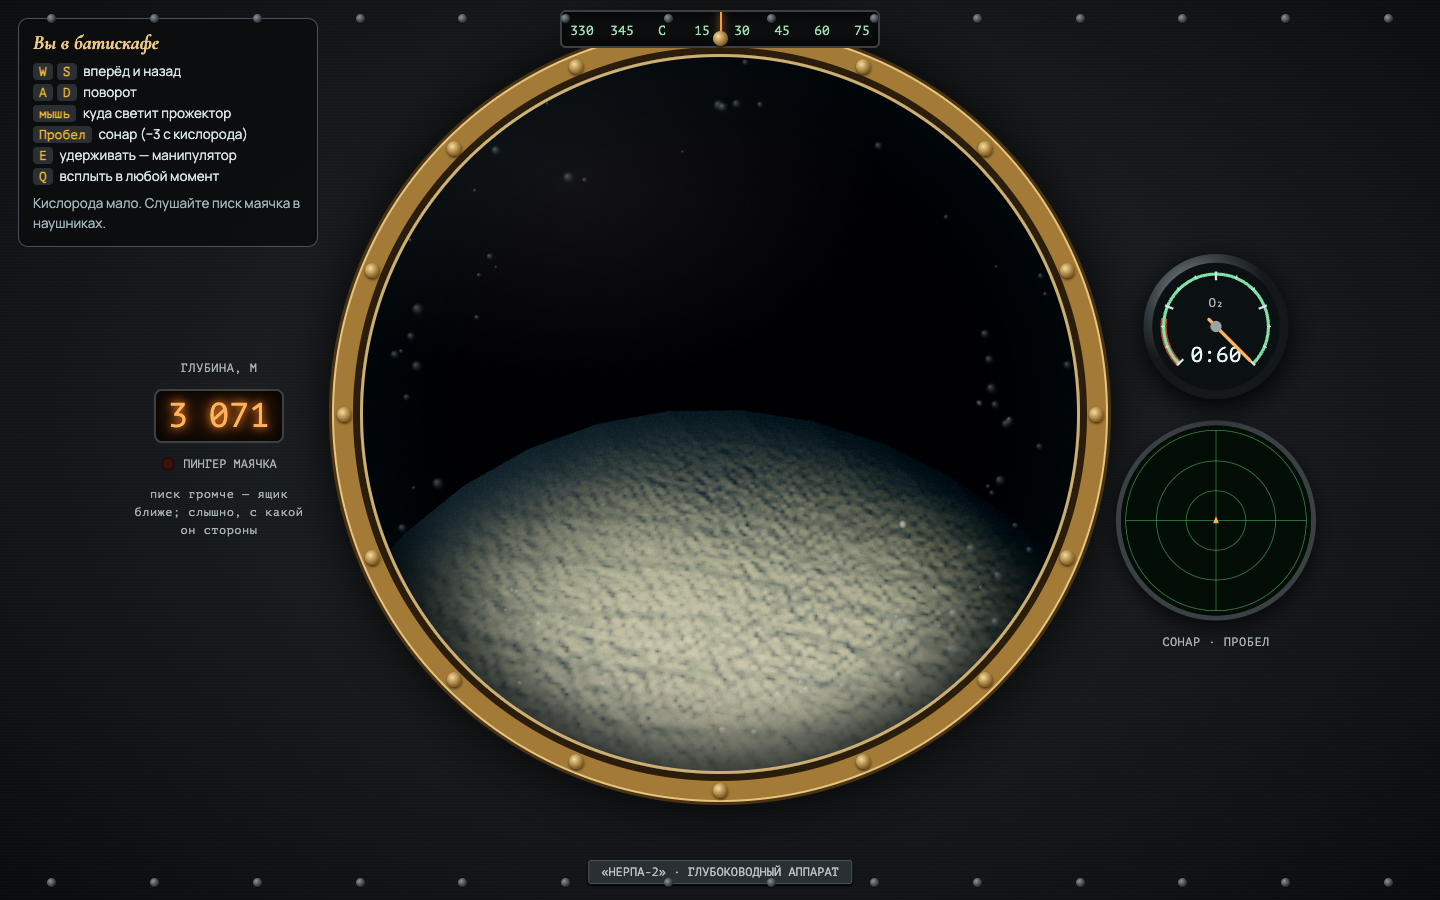 330 345 С 15 30 45 60 75
Вы в батискафе
W S вперёд и назад
A D поворот
мышь куда светит прожектор
Пробел сонар (−3 с кислорода)
E удерживать — манипулятор
Q всплыть в любой момент
Кислорода мало. Слушайте писк маячка в
наушниках.
ГЛУБИНА, М
3 071
ПИНГЕР МАЯЧКА
писк громче — ящик
ближе; слышно, с какой
он стороны
O₂
0:60
СОНАР · ПРОБЕЛ
«НЕРПА-2» · ГЛУБОКОВОДНЫЙ АППАРАТ